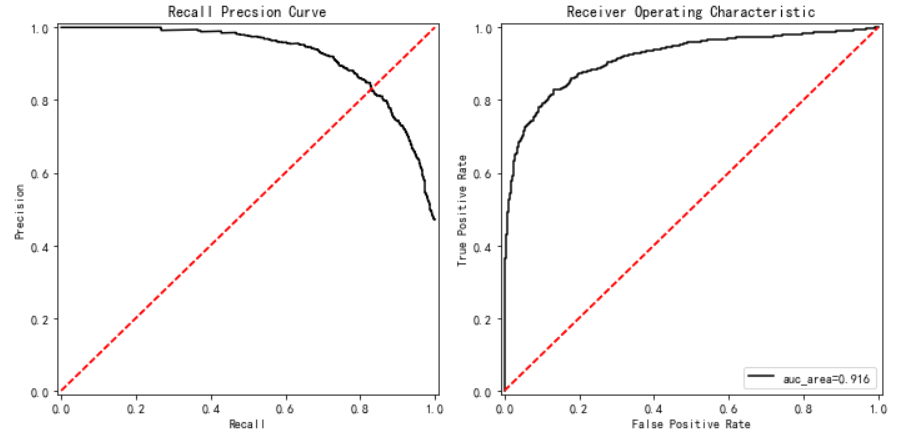 Recall Precsion Curve
1.0
0.8
0.6
0.4
0.2
0.0
Precision
0.0 0.2 0.4 0.6 0.8 1.0
Recall
Receiver Operating Characteristic
1.0
0.8
0.6
0.4
0.2
0.0
True Positive Rate
auc_area=0.916
0.0 0.2 0.4 0.6 0.8 1.0
False Positive Rate